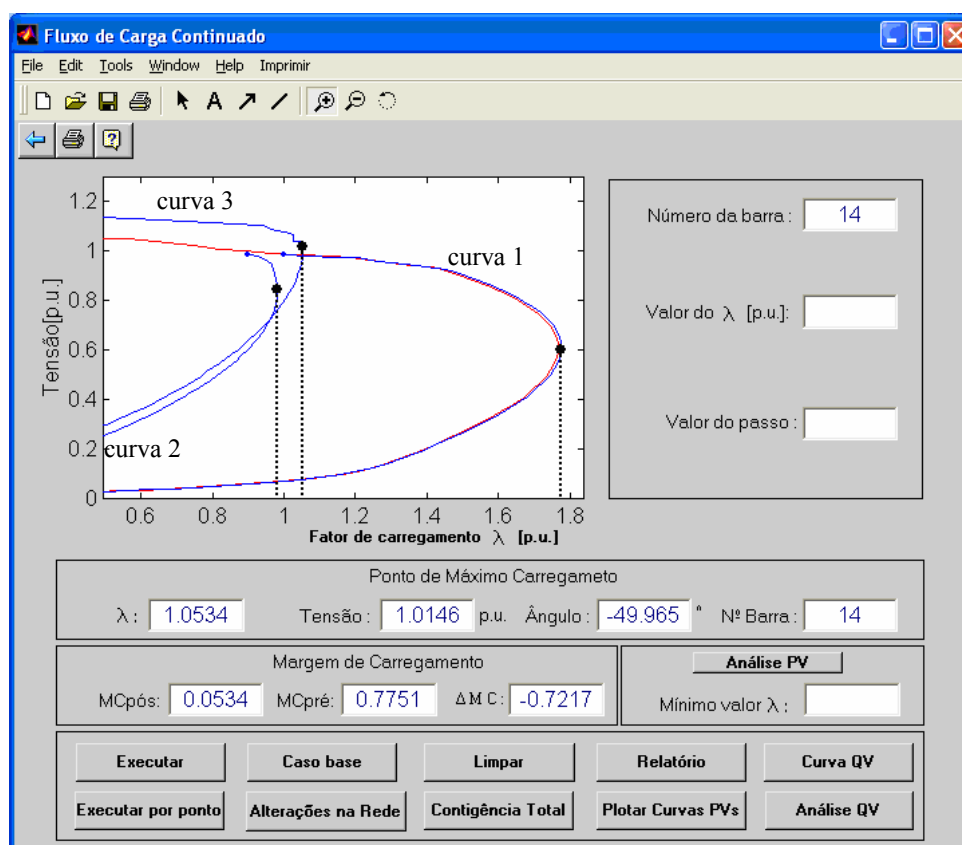 Fluxo de Carga Continuado
File Edit Tools Window Help Imprimir
curva 3
curva 1
curva 2
1.2
1
0.8
0.6
0.4
0.2
0
Tensão[p.u.]
0.6 0.8 1 1.2 1.4 1.6 1.8
Fator de carregamento λ [p.u.]
Número da barra : 14
Valor do λ [p.u.]:
Valor do passo :
Ponto de Máximo Carregameto
λ : 1.0534 Tensão : 1.0146 p.u. Ângulo : -49.965 ° Nº Barra : 14
Margem de Carregamento
MCpós: 0.0534 MCpré: 0.7751 Δ M C : -0.7217
Análise PV
Mínimo valor λ :
Executar Caso base Limpar Relatório Curva QV
Executar por ponto Alterações na Rede Contigência Total Plotar Curvas PVs Análise QV